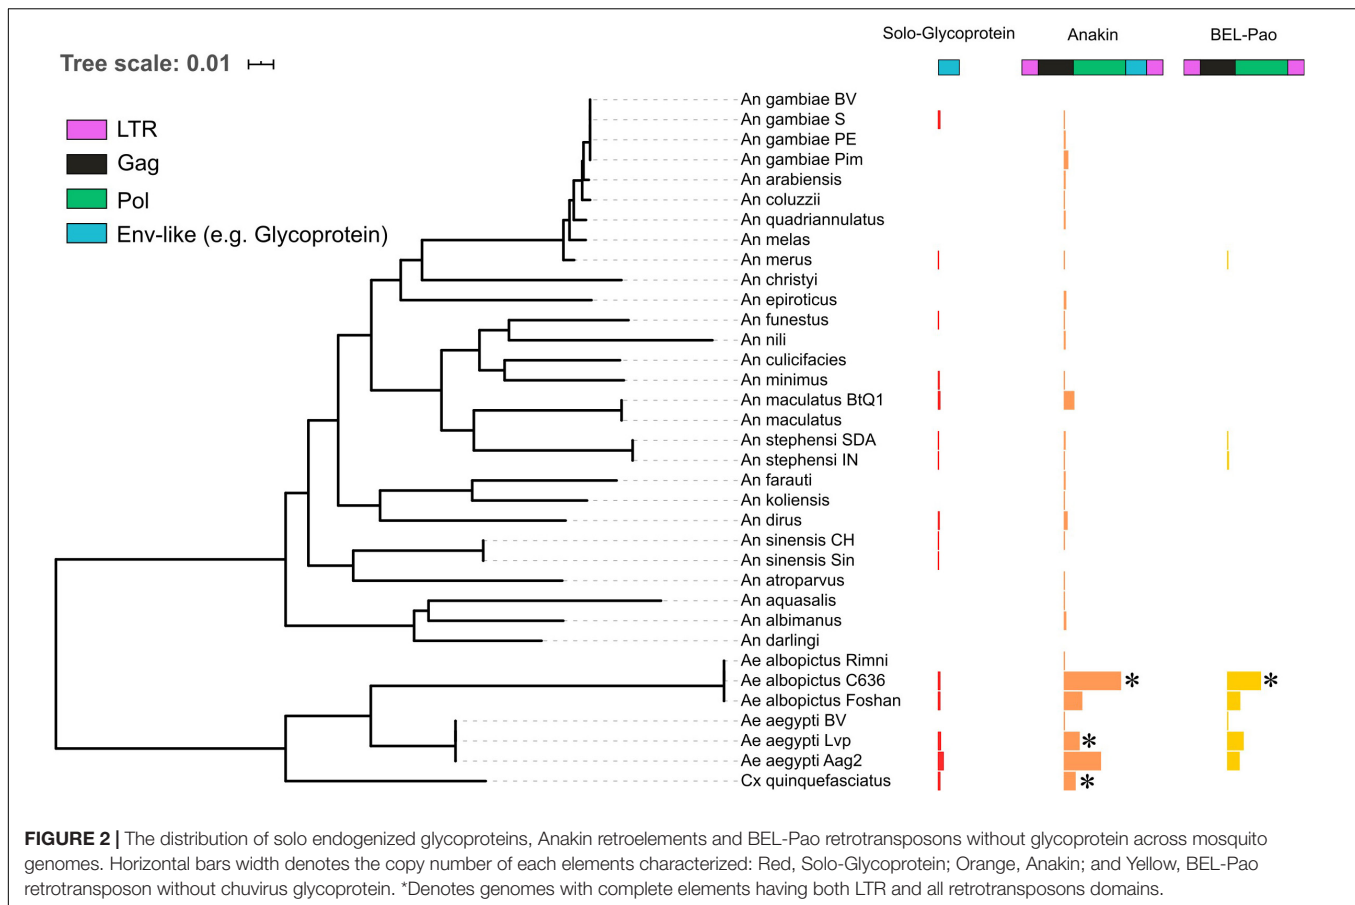 Solo-Glycoprotein Anakin BEL-Pao
Tree scale: 0.01
LTR
Gag
Pol
Env-like (e.g. Glycoprotein)
An gambiae BV
An gambiae S
An gambiae PE
An gambiae Pim
An arabiensis
An coluzzii
An quadriannulatus
An melas
An merus
An christyi
An epiroticus
An funestus
An nili
An culicifacies
An minimus
An maculatus BtQ1
An maculatus
An stephensi SDA
An stephensi IN
An farauti
An koliensis
An dirus
An sinensis CH
An sinensis Sin
An atroparvus
An aquasalis
An albimanus
An darlingi
Ae albopictus Rimni
Ae albopictus C636 * *
Ae albopictus Foshan
Ae aegypti BV
Ae aegypti Lvp *
Ae aegypti Aag2
Cx quinquefasciatus *
FIGURE 2 | The distribution of solo endogenized glycoproteins, Anakin retroelements and BEL-Pao retrotransposons without glycoprotein across mosquito
genomes. Horizontal bars width denotes the copy number of each elements characterized: Red, Solo-Glycoprotein; Orange, Anakin; and Yellow, BEL-Pao
retrotransposon without chuvirus glycoprotein. *Denotes genomes with complete elements having both LTR and all retrotransposons domains.